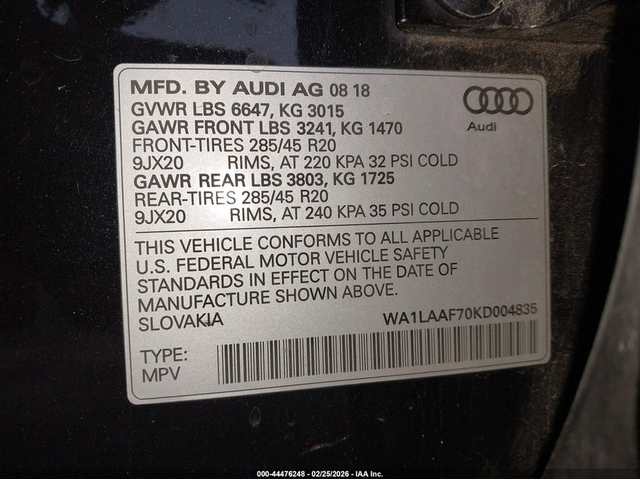 MFD. BY AUDI AG 08 18
GVWR LBS 6647, KG 3015
GAWR FRONT LBS 3241, KG 1470
FRONT-TIRES 285/45 R20
9JX20 RIMS, AT 220 KPA 32 PSI COLD
GAWR REAR LBS 3803, KG 1725
REAR-TIRES 285/45 R20
9JX20 RIMS, AT 240 KPA 35 PSI COLD
Audi
THIS VEHICLE CONFORMS TO ALL APPLICABLE
U.S. FEDERAL MOTOR VEHICLE SAFETY
STANDARDS IN EFFECT ON THE DATE OF
MANUFACTURE SHOWN ABOVE.
SLOVAKIA WA1LAAF70KD004835
TYPE:
MPV
000-44476248 - 02/25/2026 - IAA Inc.